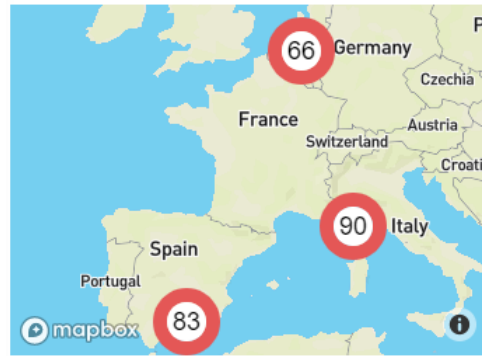 66
Germany
P
Czechia
France
Austria
Switzerland
Croati
90
Italy
Spain
Portugal
83
mapbox
i